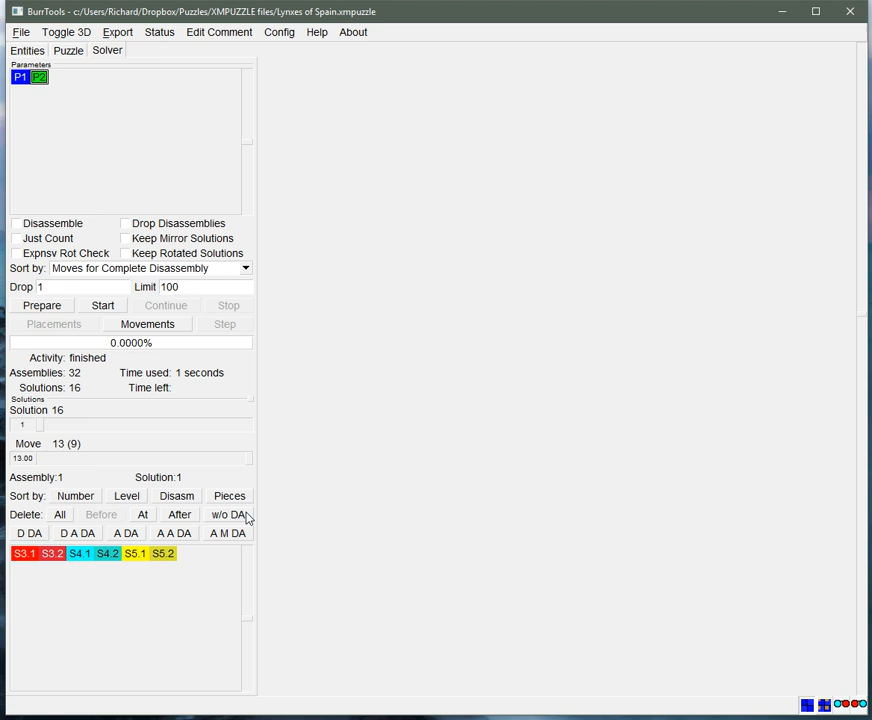 BurrTools - c:/Users/Richard/Dropbox/Puzzles/XMPUZZLE files/Lynxes of Spain.xmpuzzle
File Toggle 3D Export Status Edit Comment Config Help About
Entities Puzzle Solver
Parameters
P1 P2
Disassemble Drop Disassemblies
Just Count Keep Mirror Solutions
Expnsv Rot Check Keep Rotated Solutions
Sort by: Moves for Complete Disassembly
Drop 1 Limit 100
Prepare Start Continue Stop
Placements Movements Step
0.0000%
Activity: finished
Assemblies: 32 Time used: 1 seconds
Solutions: 16 Time left:
Solutions
Solution 16
1
Move 13 (9)
13.00
Assembly:1 Solution:1
Sort by: Number Level Disasm Pieces
Delete: All Before At After w/o DA
D DA D A DA A DA A A DA A M DA
S3.1 S3.2 S4.1 S4.2 S5.1 S5.2